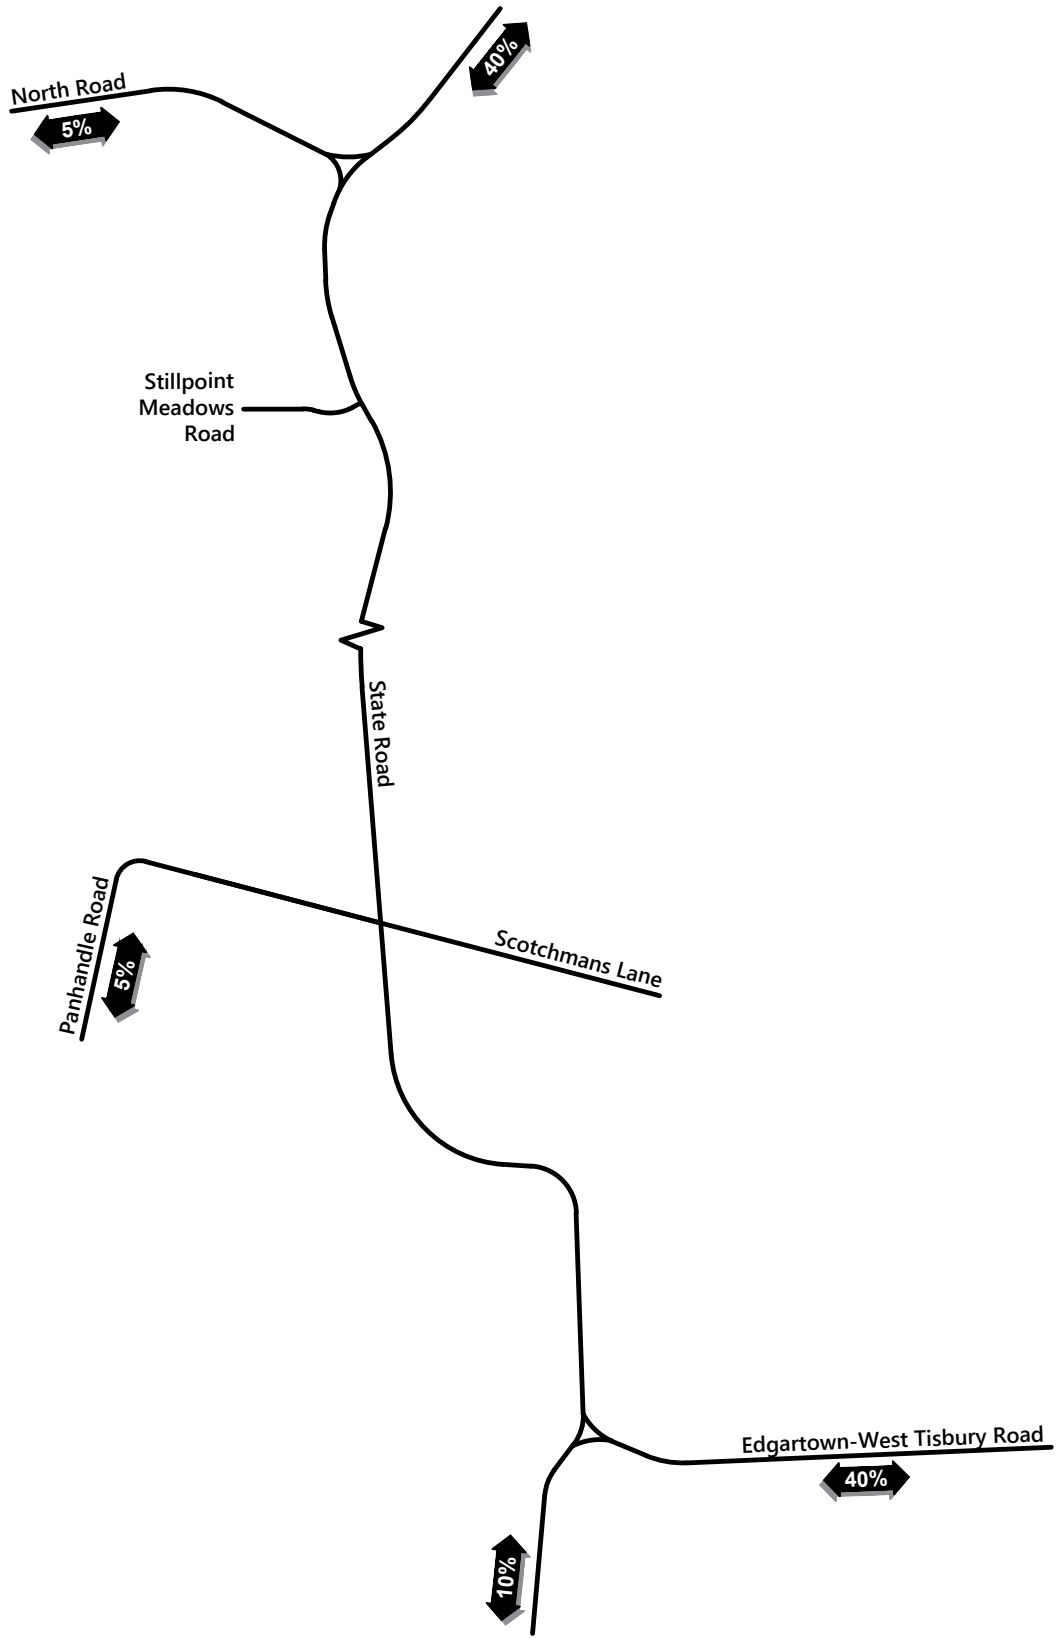 40%
North Road
5%
Stillpoint
Meadows
Road
State Road
Scotchmans Lane
Panhandle Road
5%
Edgartown-West Tisbury Road
40%
10%